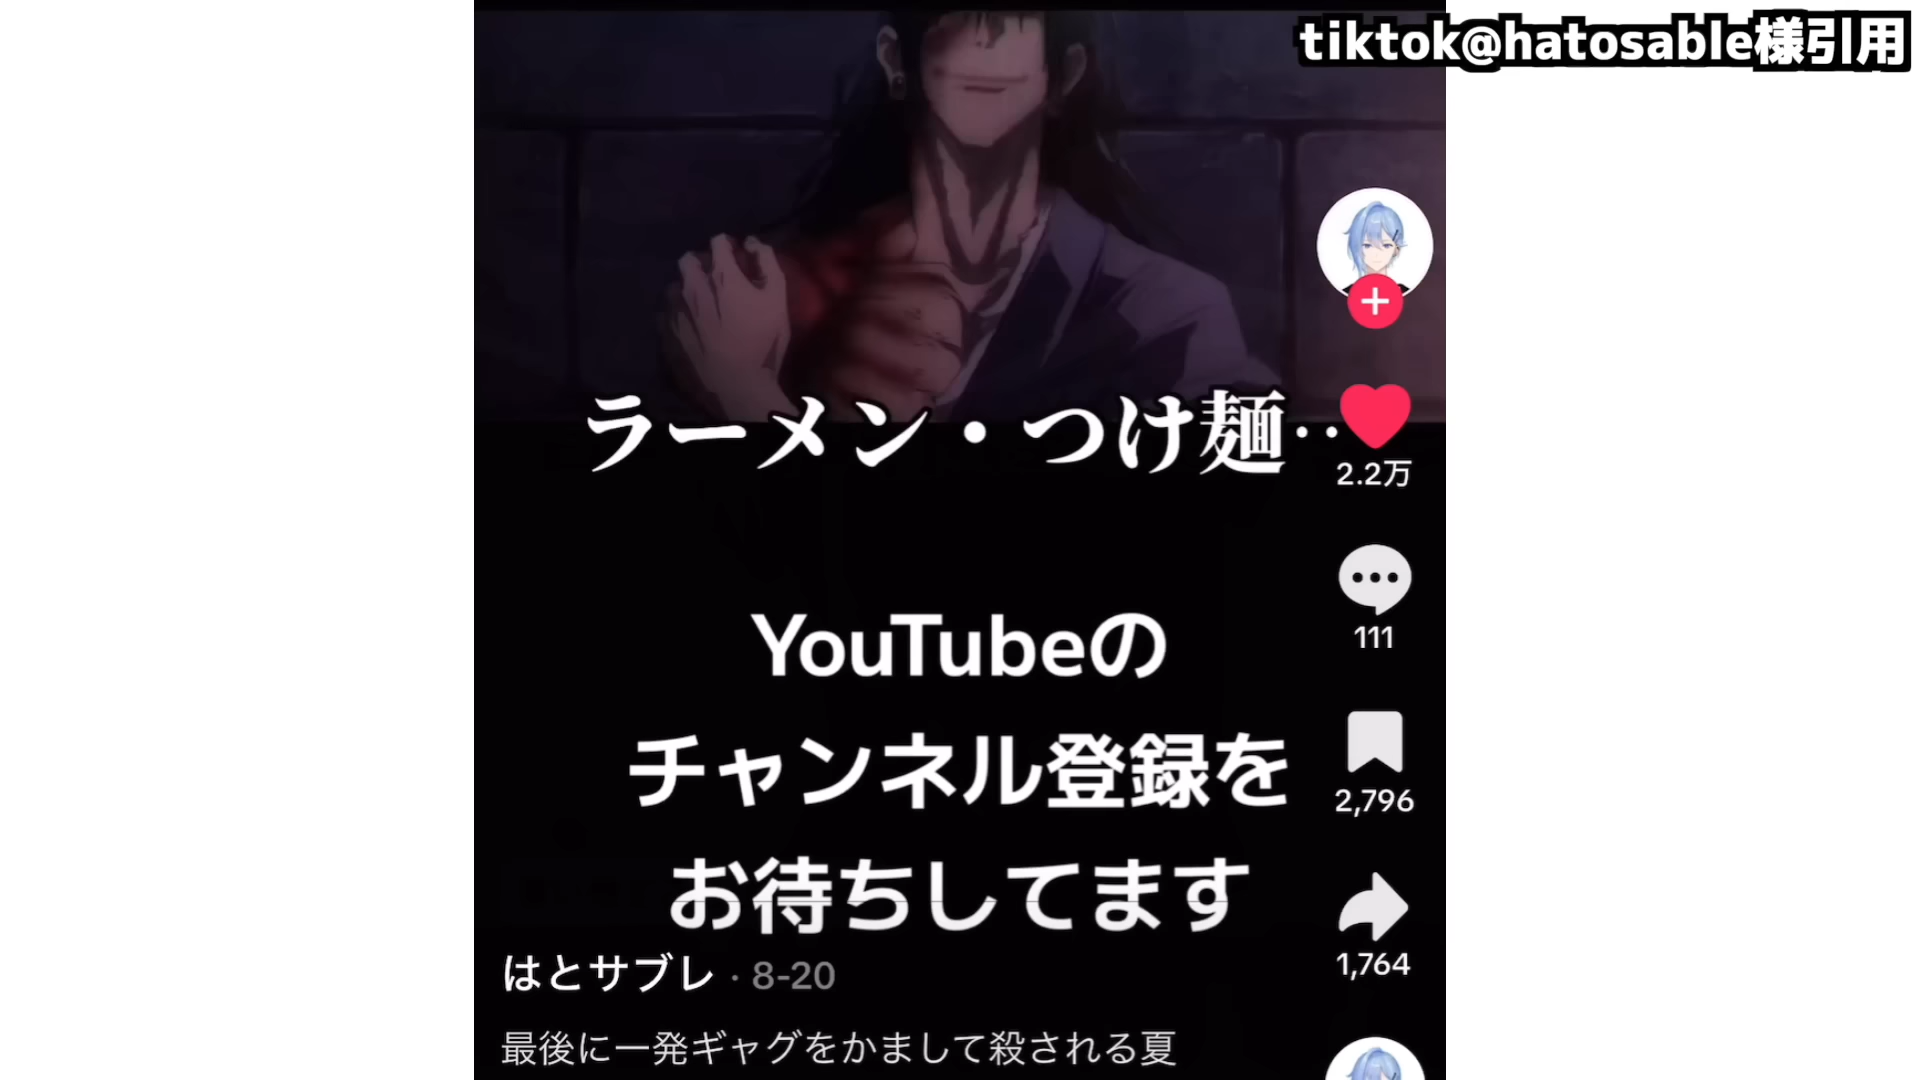 tiktok@hatosable様引用
ラーメン・つけ麺‥
2.2万
111
YouTubeの
チャンネル登録を
お待ちしてます
2,796
1,764
はとサブレ · 8-20
最後に一発ギャグをかまして殺される夏